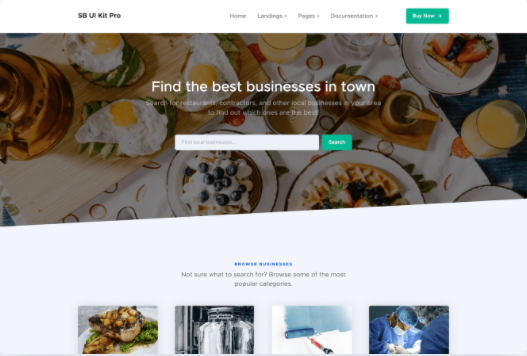 SB UI Kit Pro
Home Landings Pages Documentation Buy Now
Find the best businesses in town
Search for restaurants, contractors, and other local businesses in your area
to find out which ones are the best!
Find local businesses...
Search
BROWSE BUSINESSES
Not sure what to search for? Browse some of the most
popular categories.